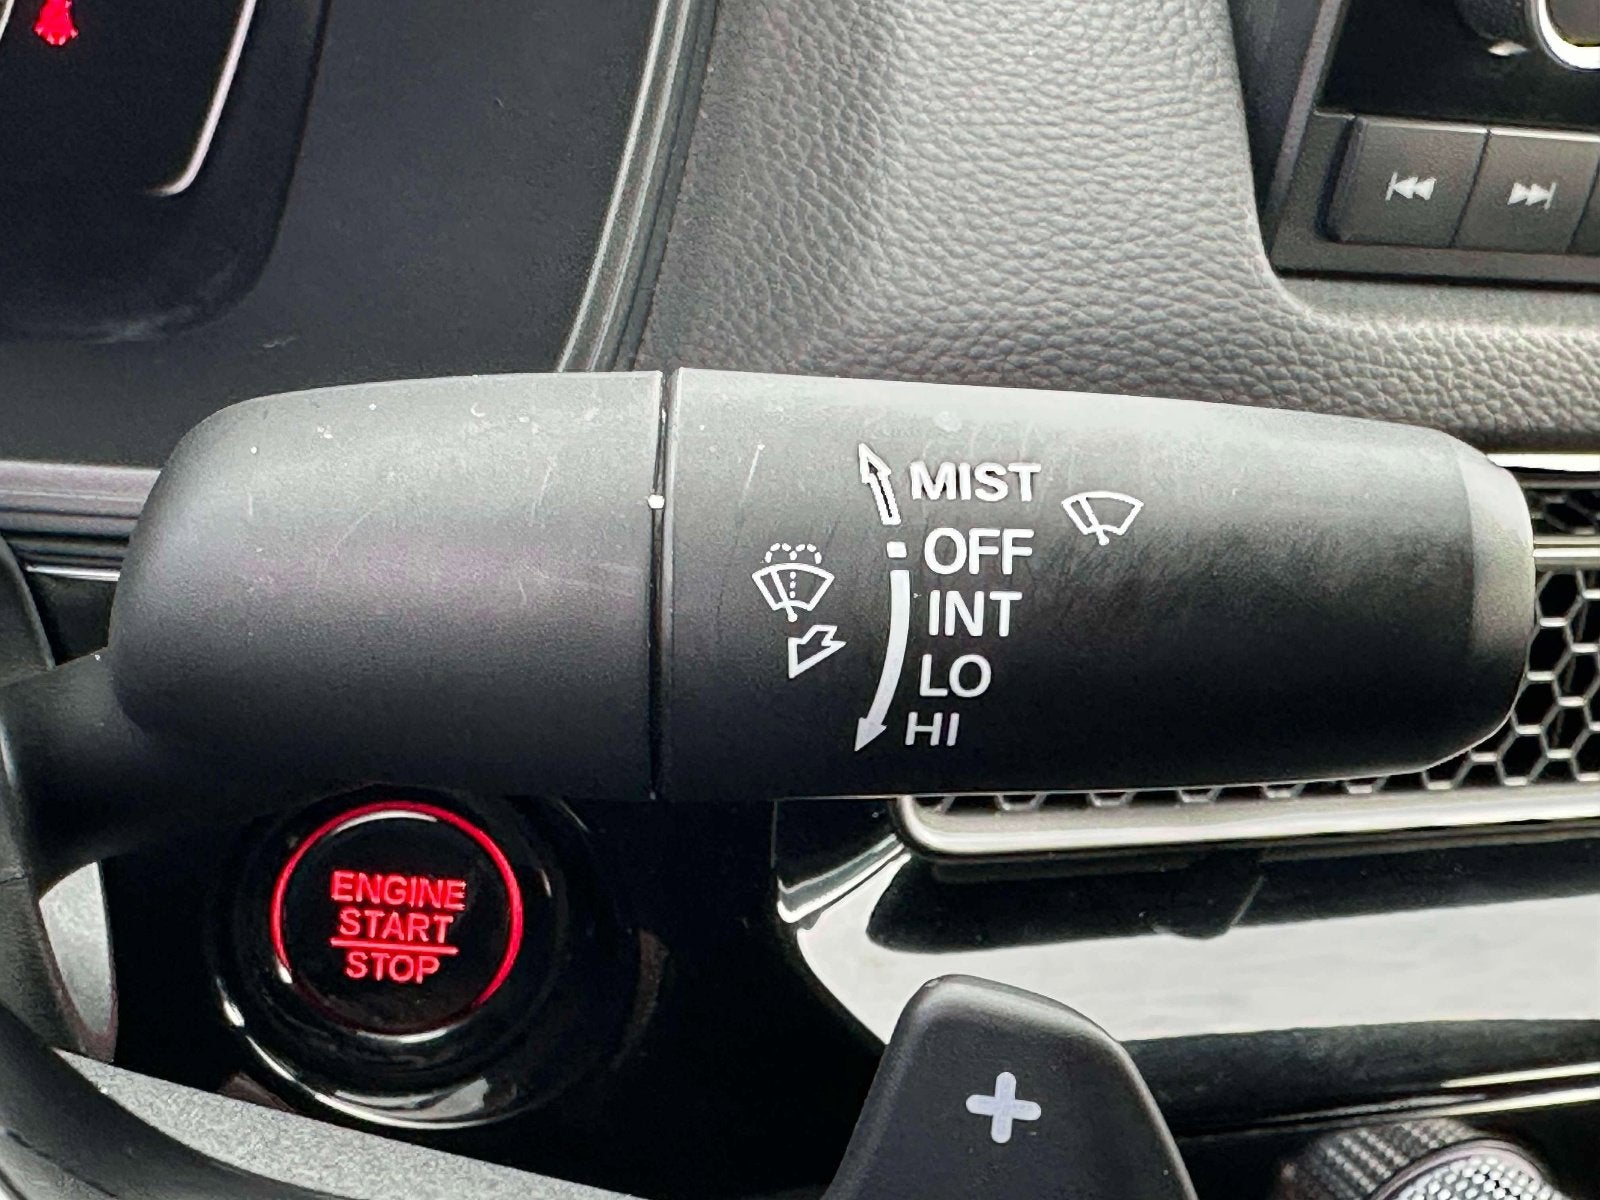 MIST
OFF
INT
LO
HI
ENGINE
START
STOP
+